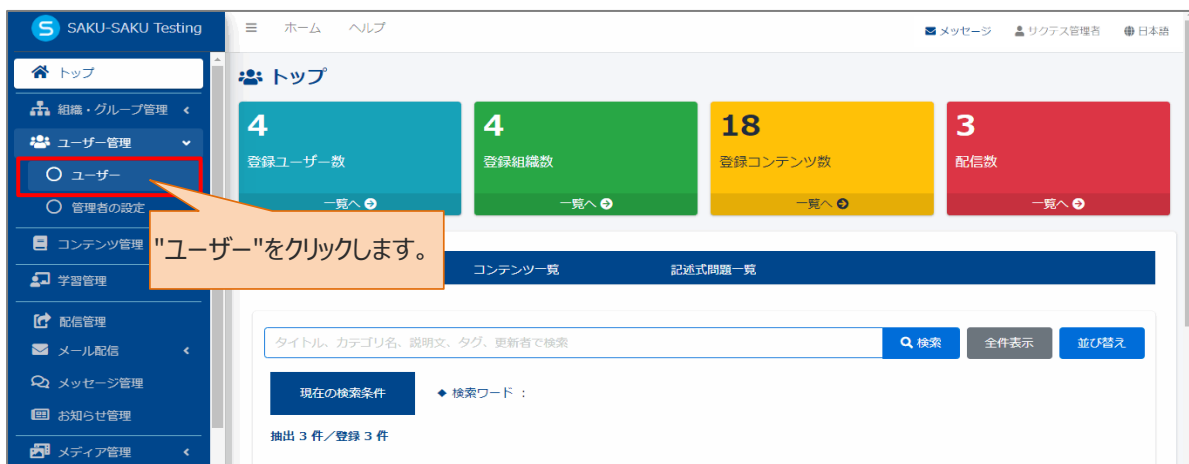 SAKU-SAKU Testing
ホーム ヘルプ
メッセージ サクテス管理者 日本語
トップ
組織・グループ管理
ユーザー管理
ユーザー
管理者の設定
コンテンツ管理
学習管理
配信管理
メール配信
メッセージ管理
お知らせ管理
メディア管理
トップ
4
登録ユーザー数
一覧へ
4
登録組織数
一覧へ
18
登録コンテンツ数
一覧へ
3
配信数
一覧へ
"ユーザー"をクリックします。
コンテンツ一覧 記述式問題一覧
タイトル、カテゴリ名、説明文、タグ、更新者で検索
検索 全件表示 並び替え
現在の検索条件 ◆ 検索ワード ：
抽出 3 件／登録 3 件